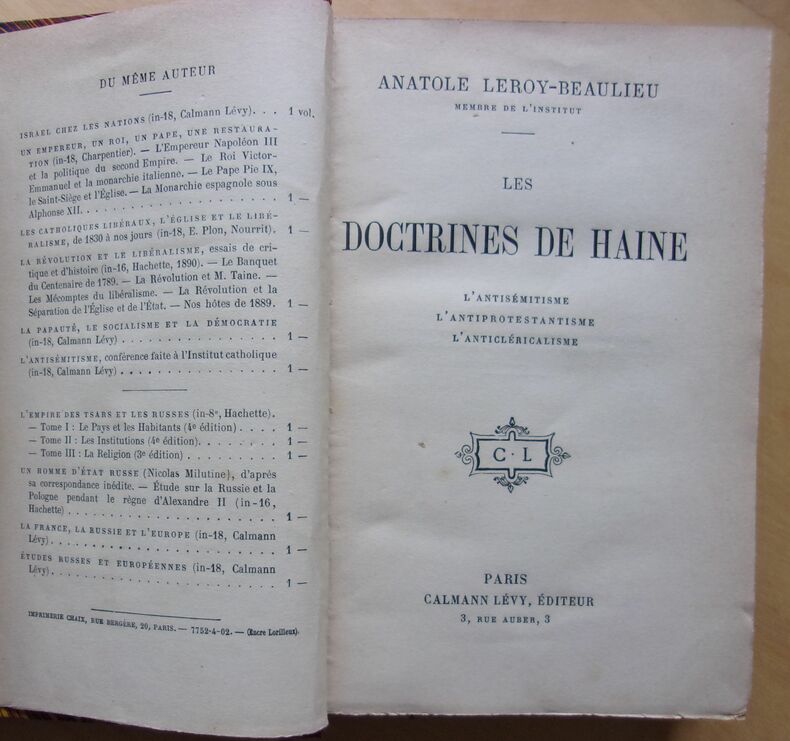 DU MÊME AUTEUR
ISRAEL CHEZ LES NATIONS (in-18, Calmann Lévy). . . 1 vol.
UN EMPEREUR, UN ROI, UN PAPE, UNE RESTAURA-
TION (in-18, Charpentier). — L'Empereur Napoléon III
et la politique du second Empire. — Le Roi Victor-
Emmanuel et la monarchie italienne. — Le Pape Pie IX,
le Saint-Siège et l'Église. — La Monarchie espagnole sous
Alphonse XII. . . . . . . . . . . . . . . . . . 1 —
LES CATHOLIQUES LIBÉRAUX, L'ÉGLISE ET LE LIBÉ-
RALISME, de 1830 à nos jours (in-18, E. Plon, Nourrit). 1 —
LA RÉVOLUTION ET LE LIBÉRALISME, essais de cri-
tique et d'histoire (in-16, Hachette, 1890). — Le Banquet
du Centenaire de 1789. — La Révolution et M. Taine. —
Les Mécomptes du libéralisme. — La Révolution et la
Séparation de l'Église et de l'État. — Nos hôtes de 1889. 1 —
LA PAPAUTÉ, LE SOCIALISME ET LA DÉMOCRATIE
(in-18, Calmann Lévy) . . . . . . . . . . . . . 1 —
L'ANTISÉMITISME, conférence faite à l'Institut catholique
(in-18, Calmann Lévy) . . . . . . . . . . . . . 1 —
L'EMPIRE DES TSARS ET LES RUSSES (in-8º, Hachette).
— Tome I : Le Pays et les Habitants (4e édition) . . . . 1 —
— Tome II : Les Institutions (4e édition). . . . . . . 1 —
— Tome III : La Religion (3e édition) . . . . . . . . 1 —
UN HOMME D'ÉTAT RUSSE (Nicolas Milutine), d'après
sa correspondance inédite. — Étude sur la Russie et la
Pologne pendant le règne d'Alexandre II (in-16,
Hachette) . . . . . . . . . . . . . . . . . . 1 —
LA FRANCE, LA RUSSIE ET L'EUROPE (in-18, Calmann
Lévy) . . . . . . . . . . . . . . . . . . . . 1 —
ÉTUDES RUSSES ET EUROPÉENNES (in-18, Calmann
Lévy) . . . . . . . . . . . . . . . . . . . . 1 —
IMPRIMERIE CHAIX, RUE BERGÈRE, 20, PARIS. — 7752-4-02. — (Encre Lorilleux).
ANATOLE LEROY-BEAULIEU
MEMBRE DE L'INSTITUT
LES
DOCTRINES DE HAINE
L'ANTISÉMITISME
L'ANTIPROTESTANTISME
L'ANTICLÉRICALISME
C·L
PARIS
CALMANN LÉVY, ÉDITEUR
3, RUE AUBER, 3